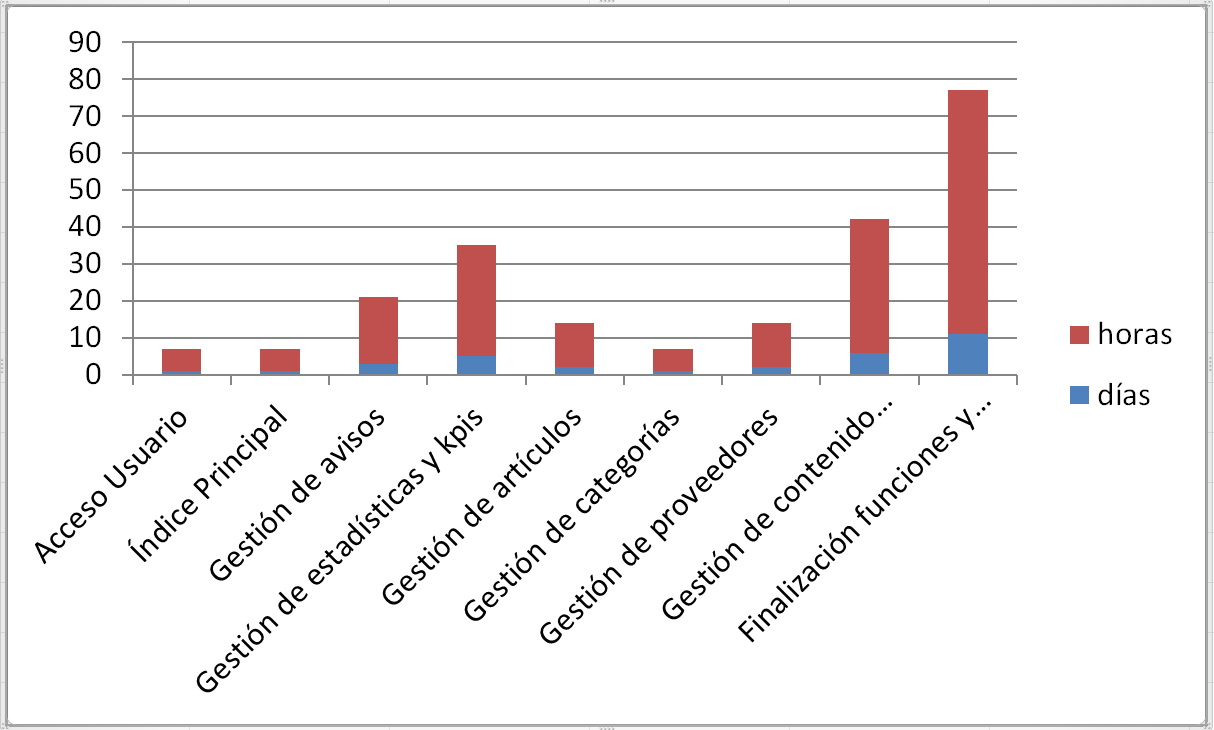 90
80
70
60
50
40
30
20
10
0
Acceso Usuario
Índice Principal
Gestión de avisos
Gestión de estadísticas y kpis
Gestión de artículos
Gestión de categorías
Gestión de proveedores
Gestión de contenido...
Finalización funciones y...
horas
días